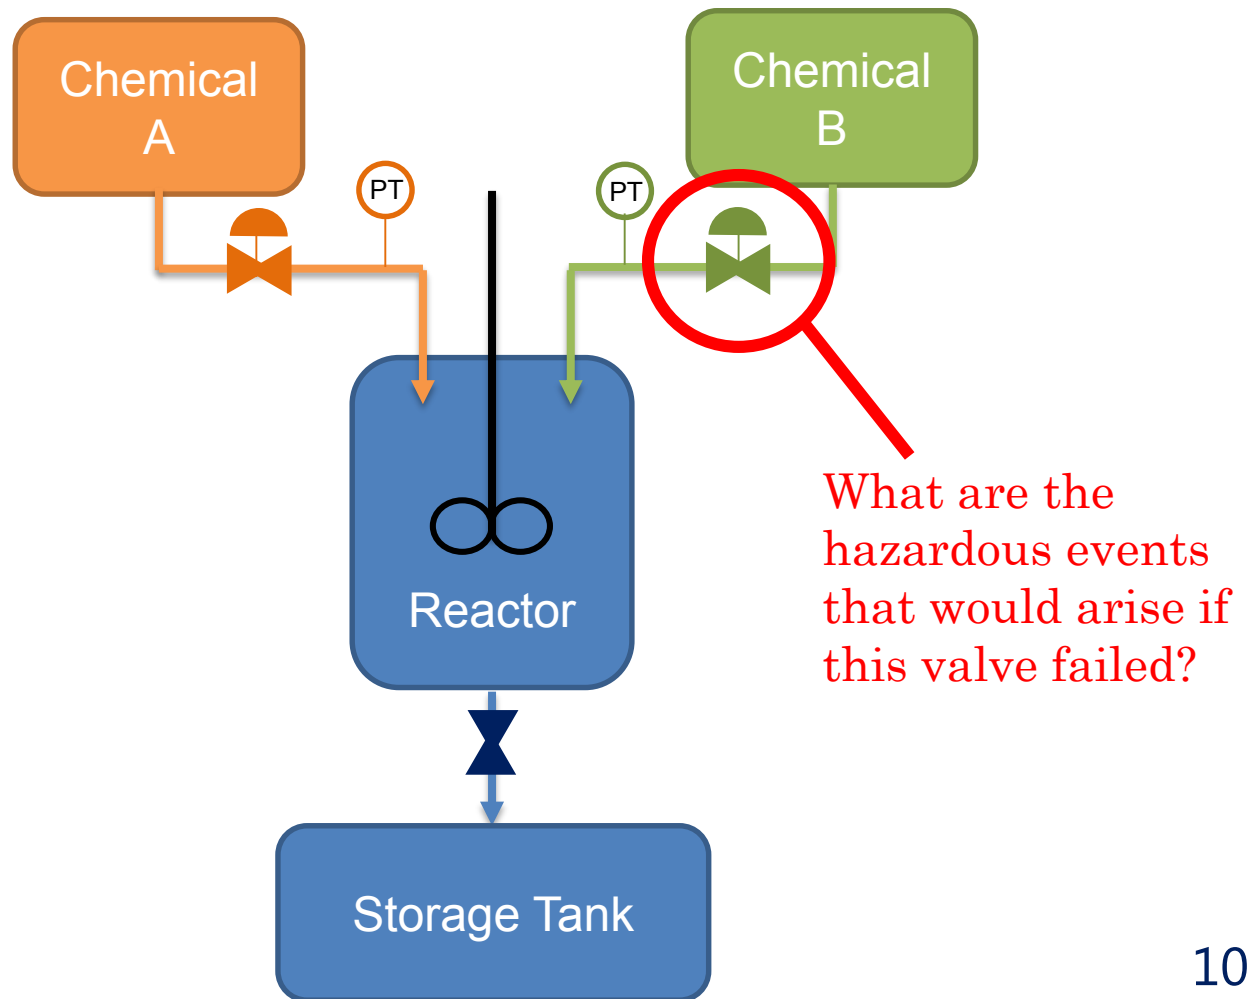 Chemical
A
Chemical
B
PT
PT
What are the
hazardous events
that would arise if
this valve failed?
Reactor
Storage Tank
10